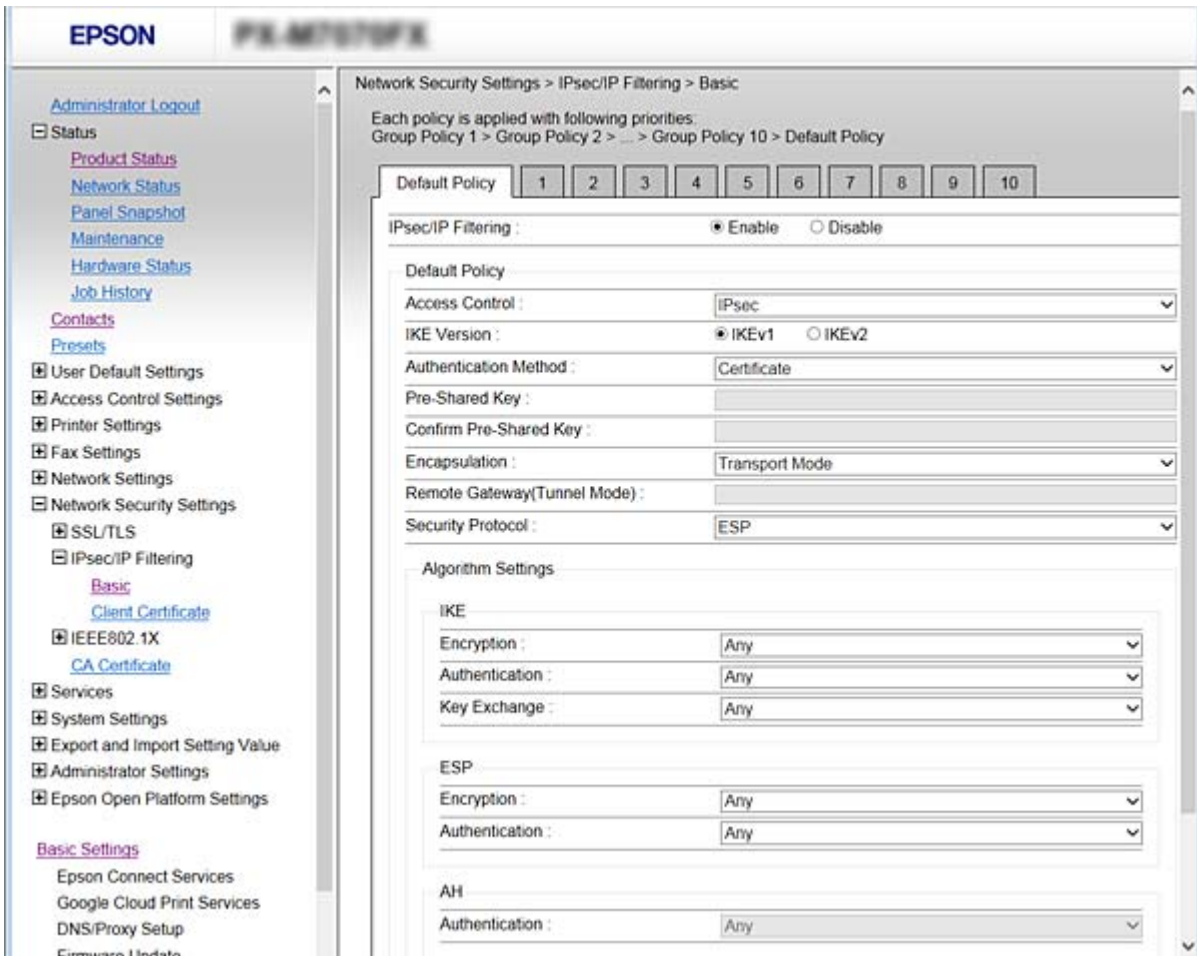 EPSON
Administrator Logout
Status
Product Status
Network Status
Panel Snapshot
Maintenance
Hardware Status
Job History
Contacts
Presets
User Default Settings
Access Control Settings
Printer Settings
Fax Settings
Network Settings
Network Security Settings
SSL/TLS
IPsec/IP Filtering
Basic
Client Certificate
IEEE802.1X
CA Certificate
Services
System Settings
Export and Import Setting Value
Administrator Settings
Epson Open Platform Settings
Basic Settings
Epson Connect Services
Google Cloud Print Services
DNS/Proxy Setup
Firmware Update
Network Security Settings > IPsec/IP Filtering > Basic
Each policy is applied with following priorities:
Group Policy 1 > Group Policy 2 > ... > Group Policy 10 > Default Policy
Default Policy 1 2 3 4 5 6 7 8 9 10
IPsec/IP Filtering : Enable Disable
Default Policy
Access Control : IPsec
IKE Version : IKEv1 IKEv2
Authentication Method : Certificate
Pre-Shared Key :
Confirm Pre-Shared Key :
Encapsulation : Transport Mode
Remote Gateway(Tunnel Mode) :
Security Protocol : ESP
Algorithm Settings
IKE
Encryption : Any
Authentication : Any
Key Exchange : Any
ESP
Encryption : Any
Authentication : Any
AH
Authentication : Any